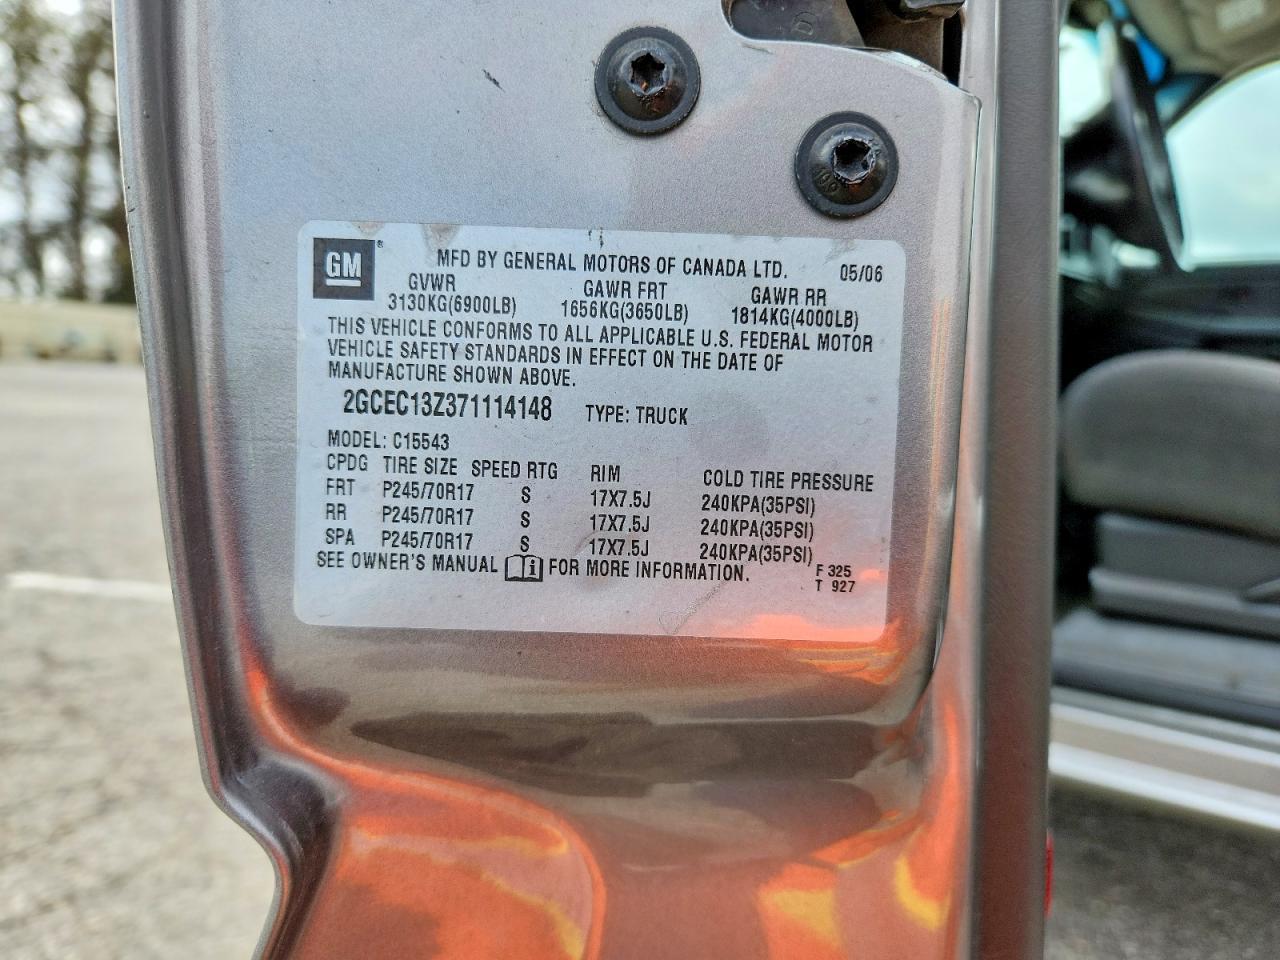 GM®
MFD BY GENERAL MOTORS OF CANADA LTD. 05/06
GVWR GAWR FRT GAWR RR
3130KG(6900LB) 1656KG(3650LB) 1814KG(4000LB)
THIS VEHICLE CONFORMS TO ALL APPLICABLE U.S. FEDERAL MOTOR
VEHICLE SAFETY STANDARDS IN EFFECT ON THE DATE OF
MANUFACTURE SHOWN ABOVE.
2GCEC13Z371114148 TYPE: TRUCK
MODEL: C15543
CPDG TIRE SIZE SPEED RTG RIM COLD TIRE PRESSURE
FRT P245/70R17 S 17X7.5J 240KPA(35PSI)
RR P245/70R17 S 17X7.5J 240KPA(35PSI)
SPA P245/70R17 S 17X7.5J 240KPA(35PSI)
SEE OWNER'S MANUAL FOR MORE INFORMATION.
F 325
T 927